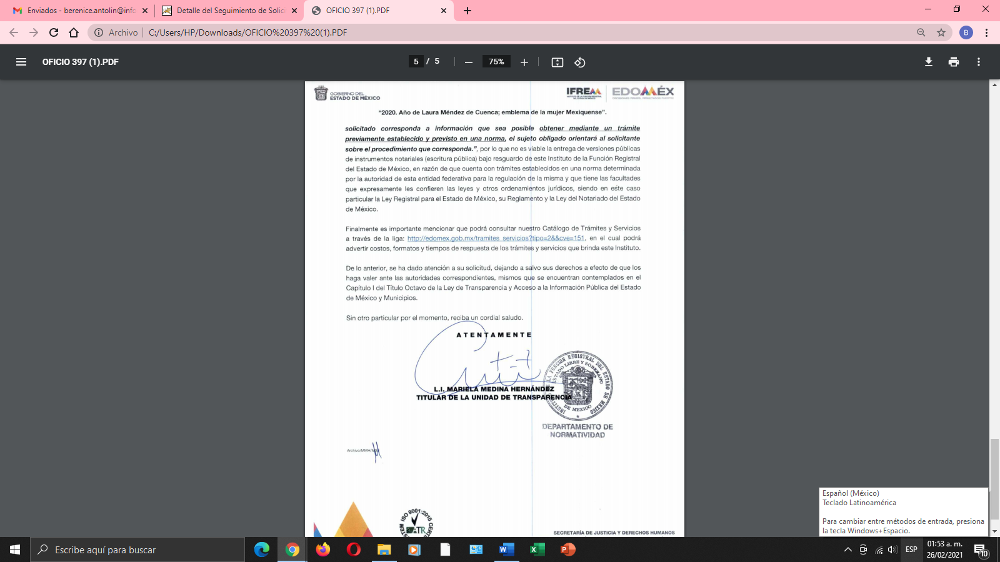 Enviados - berenice.antolin@info
Detalle del Seguimiento de Solici
OFICIO 397 (1).PDF
Archivo
C:/Users/HP/Downloads/OFICIO%20397%20(1).PDF
B
OFICIO 397 (1).PDF
5 / 5
75%
GOBIERNO DEL
ESTADO DE MÉXICO
IFREM
EDOMÉX
DECISIONES FIRMES, RESULTADOS FUERTES
“2020. Año de Laura Méndez de Cuenca; emblema de la mujer Mexiquense”.
solicitado corresponda a información que sea posible obtener mediante un trámite
previamente establecido y previsto en una norma, el sujeto obligado orientará al solicitante
sobre el procedimiento que corresponda.”, por lo que no es viable la entrega de versiones públicas
de instrumentos notariales (escritura pública) bajo resguardo de este Instituto de la Función Registral
del Estado de México, en razón de que cuenta con trámites establecidos en una norma determinada
por la autoridad de esta entidad federativa para la regulación de la misma y que tiene las facultades
que expresamente les confieren las leyes y otros ordenamientos jurídicos, siendo en este caso
particular la Ley Registral para el Estado de México, su Reglamento y la Ley del Notariado del Estado
de México.
Finalmente es importante mencionar que podrá consultar nuestro Catálogo de Trámites y Servicios
a través de la liga: http://edomex.gob.mx/tramites_servicios?tipo=2&&cve=151, en el cual podrá
advertir costos, formatos y tiempos de respuesta de los trámites y servicios que brinda este Instituto.
De lo anterior, se ha dado atención a su solicitud, dejando a salvo sus derechos a efecto de que los
haga valer ante las autoridades correspondientes, mismos que se encuentran contemplados en el
Capítulo I del Título Octavo de la Ley de Transparencia y Acceso a la Información Pública del Estado
de México y Municipios.
Sin otro particular por el momento, reciba un cordial saludo.
A T E N T A M E N T E
L.I. MARIELA MEDINA HERNÁNDEZ
TITULAR DE LA UNIDAD DE TRANSPARENCIA
LA FUNCION REGISTRAL DEL ESTADO DE MEXICO
ESTADO LIBRE Y SOBERANO
DE MEXICO
DEPARTAMENTO DE
NORMATIVIDAD
Archivo/MMH/
ISO 9001:2015
ATR
SECRETARÍA DE JUSTICIA Y DERECHOS HUMANOS
Español (México)
Teclado Latinoamérica
Para cambiar entre métodos de entrada, presiona
la tecla Windows+Espacio.
Escribe aquí para buscar
ESP
01:53 a. m.
26/02/2021
10